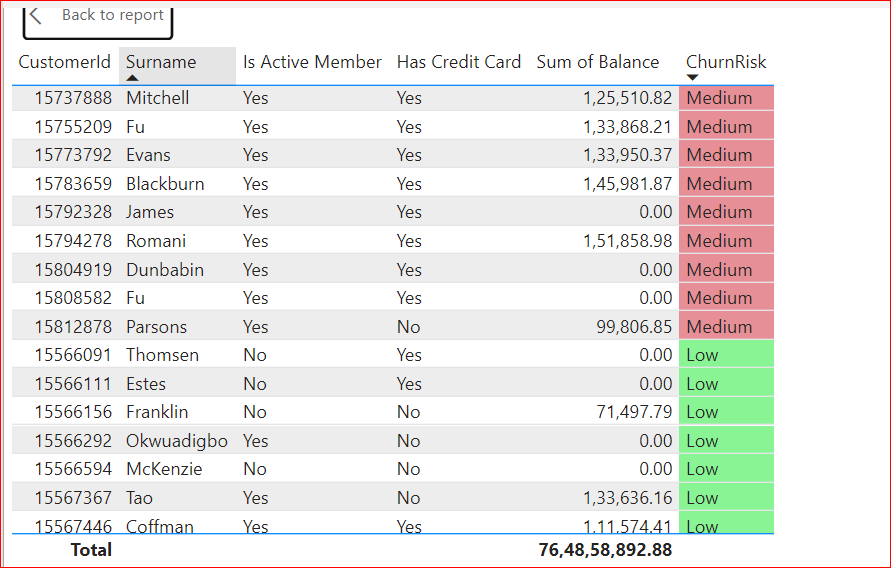 Back to report
CustomerId Surname Is Active Member Has Credit Card Sum of Balance ChurnRisk
15737888 Mitchell Yes Yes 1,25,510.82 Medium
15755209 Fu Yes Yes 1,33,868.21 Medium
15773792 Evans Yes Yes 1,33,950.37 Medium
15783659 Blackburn Yes Yes 1,45,981.87 Medium
15792328 James Yes Yes 0.00 Medium
15794278 Romani Yes Yes 1,51,858.98 Medium
15804919 Dunbabin Yes Yes 0.00 Medium
15808582 Fu Yes Yes 0.00 Medium
15812878 Parsons Yes No 99,806.85 Medium
15566091 Thomsen No Yes 0.00 Low
15566111 Estes No Yes 0.00 Low
15566156 Franklin No No 71,497.79 Low
15566292 Okwuadigbo Yes No 0.00 Low
15566594 McKenzie No No 0.00 Low
15567367 Tao Yes No 1,33,636.16 Low
15567446 Coffman Yes Yes 1,11,574.41 Low
Total 76,48,58,892.88